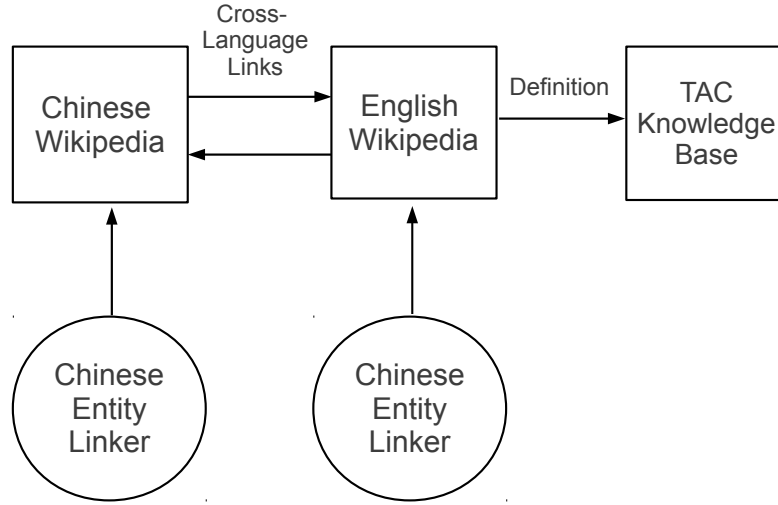 Cross-
Language
Links
Chinese
Wikipedia
English
Wikipedia
Definition
TAC
Knowledge
Base
Chinese
Entity
Linker
Chinese
Entity
Linker